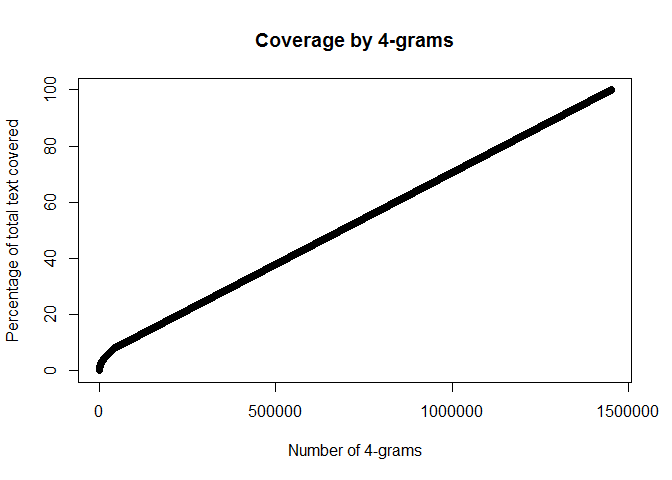 Coverage by 4-grams
Percentage of total text covered
100
80
60
40
20
0
0 500000 1000000 1500000
Number of 4-grams